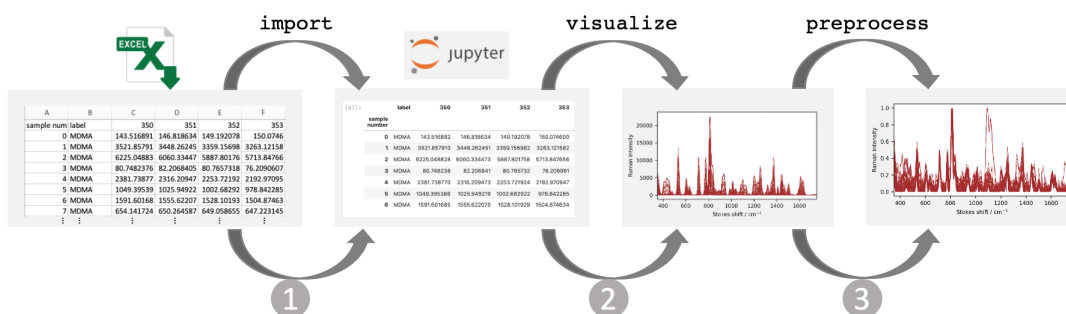 import
visualize
preprocess
EXCEL
X
jupyter
A B C D E F
sample num label 350 351 352 353
0 MDMA 143.516891 146.818634 149.192078 150.0746
1 MDMA 3521.85791 3448.26245 3359.15698 3263.12158
2 MDMA 6225.04883 6060.33447 5887.80176 5713.84766
3 MDMA 80.7482376 82.2068405 80.7657318 76.2090607
4 MDMA 2381.73877 2316.20947 2253.72192 2192.97095
5 MDMA 1049.39539 1025.94922 1002.68292 978.842285
6 MDMA 1591.60168 1555.62207 1528.10193 1504.87463
7 MDMA 654.141724 650.264587 649.058655 647.223145
[47]:
label 350 351 352 353
sample
number
0 MDMA 143.516892 146.818634 149.192078 150.074600
1 MDMA 3521.857910 3448.262451 3359.156982 3263.121582
2 MDMA 6225.048828 6060.334473 5887.801758 5713.847656
3 MDMA 80.748238 82.206841 80.765732 76.209061
4 MDMA 2381.738770 2316.209473 2253.721924 2192.970947
5 MDMA 1049.395386 1025.949219 1002.682922 978.842285
6 MDMA 1591.601685 1555.622070 1528.101929 1504.874634
Raman intensity
20000
15000
10000
5000
0
400 600 800 1000 1200 1400 1600
Stokes shift / cm⁻¹
Raman intensity
1.0
0.8
0.6
0.4
0.2
0.0
400 600 800 1000 1200 1400 1600
Stokes shift / cm⁻¹
1
2
3